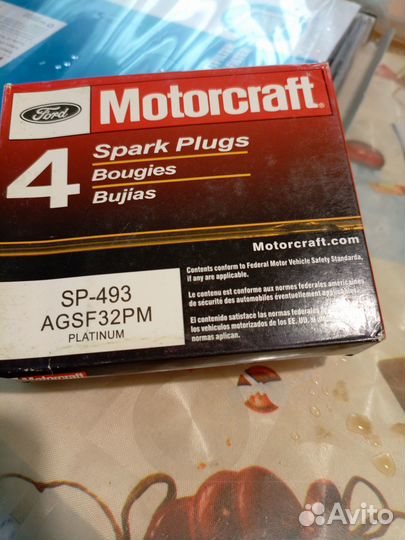 Ford
Motorcraft®
4
Spark Plugs
Bougies
Bujías
Motorcraft.com
Contents conform to Federal Motor Vehicle Safety Standards,
if any are applicable.
Le contenu est conforme aux normes fédérales américaines
de sécurité des automobiles éventuellement applicables.
El contenido satisface las normas federales
los vehículos motorizados de los EE. UU. si
normas aplican.
SP-493
AGSF32PM
PLATINUM
Avito